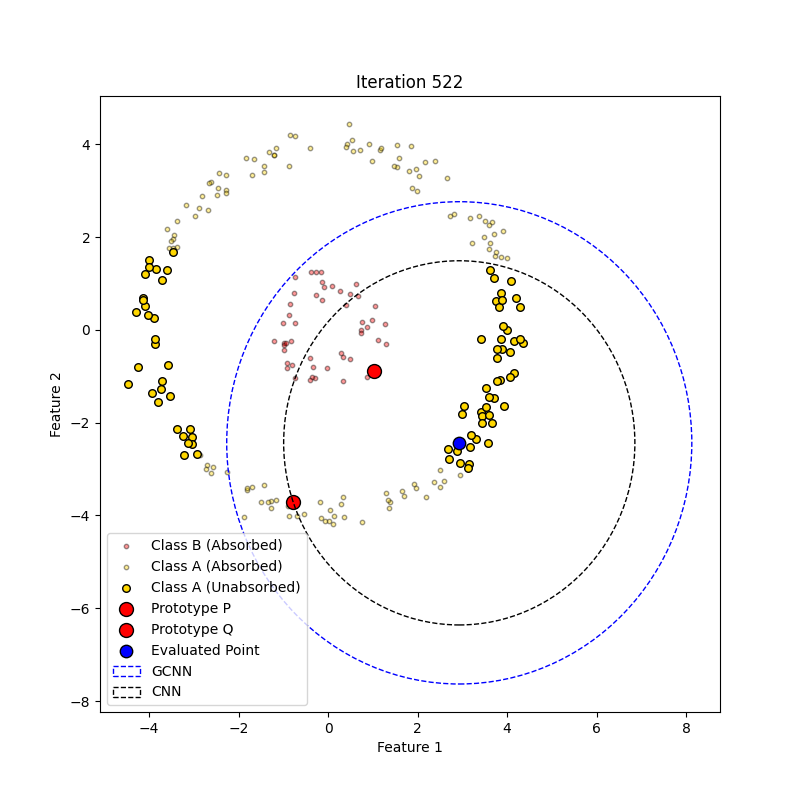 Iteration 522
4
2
0
−2
−4
−6
−8
Feature 2
Class B (Absorbed)
Class A (Absorbed)
Class A (Unabsorbed)
Prototype P
Prototype Q
Evaluated Point
GCNN
CNN
−4 −2 0 2 4 6 8
Feature 1